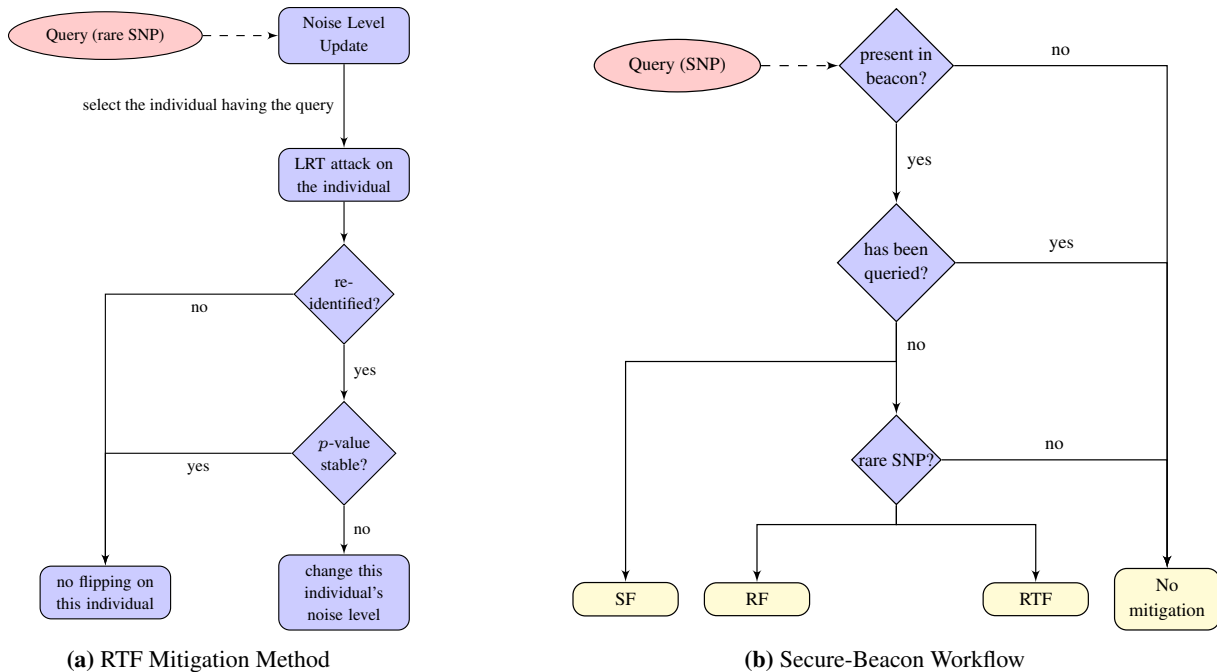 Query (rare SNP)
Noise Level
Update
select the individual having the query
LRT attack on
the individual
re-
identified?
no
yes
p-value
stable?
yes
no
no flipping on
this individual
change this
individual's
noise level
(a) RTF Mitigation Method
Query (SNP)
present in
beacon?
no
yes
has been
queried?
yes
no
rare SNP?
no
SF
RF
RTF
No
mitigation
(b) Secure-Beacon Workflow